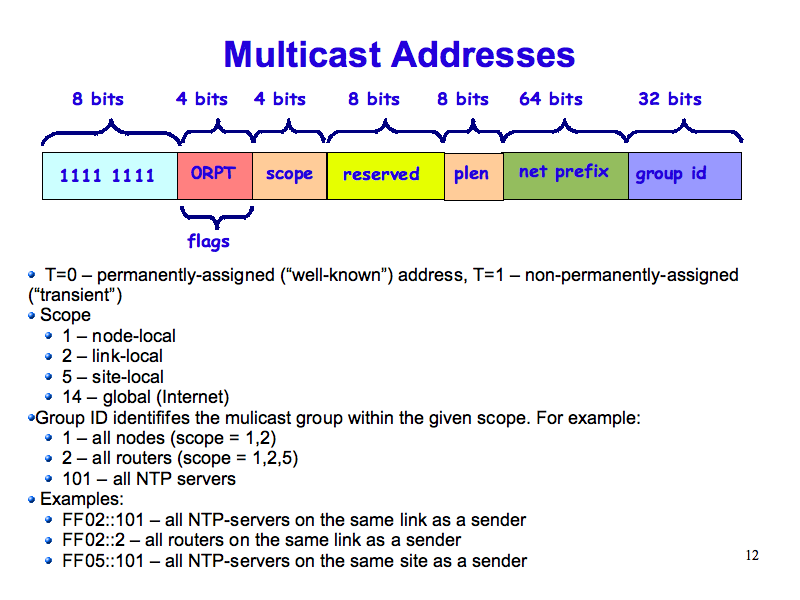 Multicast Addresses
8 bits 4 bits 4 bits 8 bits 8 bits 64 bits 32 bits
1111 1111 0RPT scope reserved plen net prefix group id
flags
T=0 – permanently-assigned (“well-known”) address, T=1 – non-permanently-assigned
(“transient”)
Scope
1 – node-local
2 – link-local
5 – site-local
14 – global (Internet)
Group ID identififes the mulicast group within the given scope. For example:
1 – all nodes (scope = 1,2)
2 – all routers (scope = 1,2,5)
101 – all NTP servers
Examples:
FF02::101 – all NTP-servers on the same link as a sender
FF02::2 – all routers on the same link as a sender
FF05::101 – all NTP-servers on the same site as a sender
12